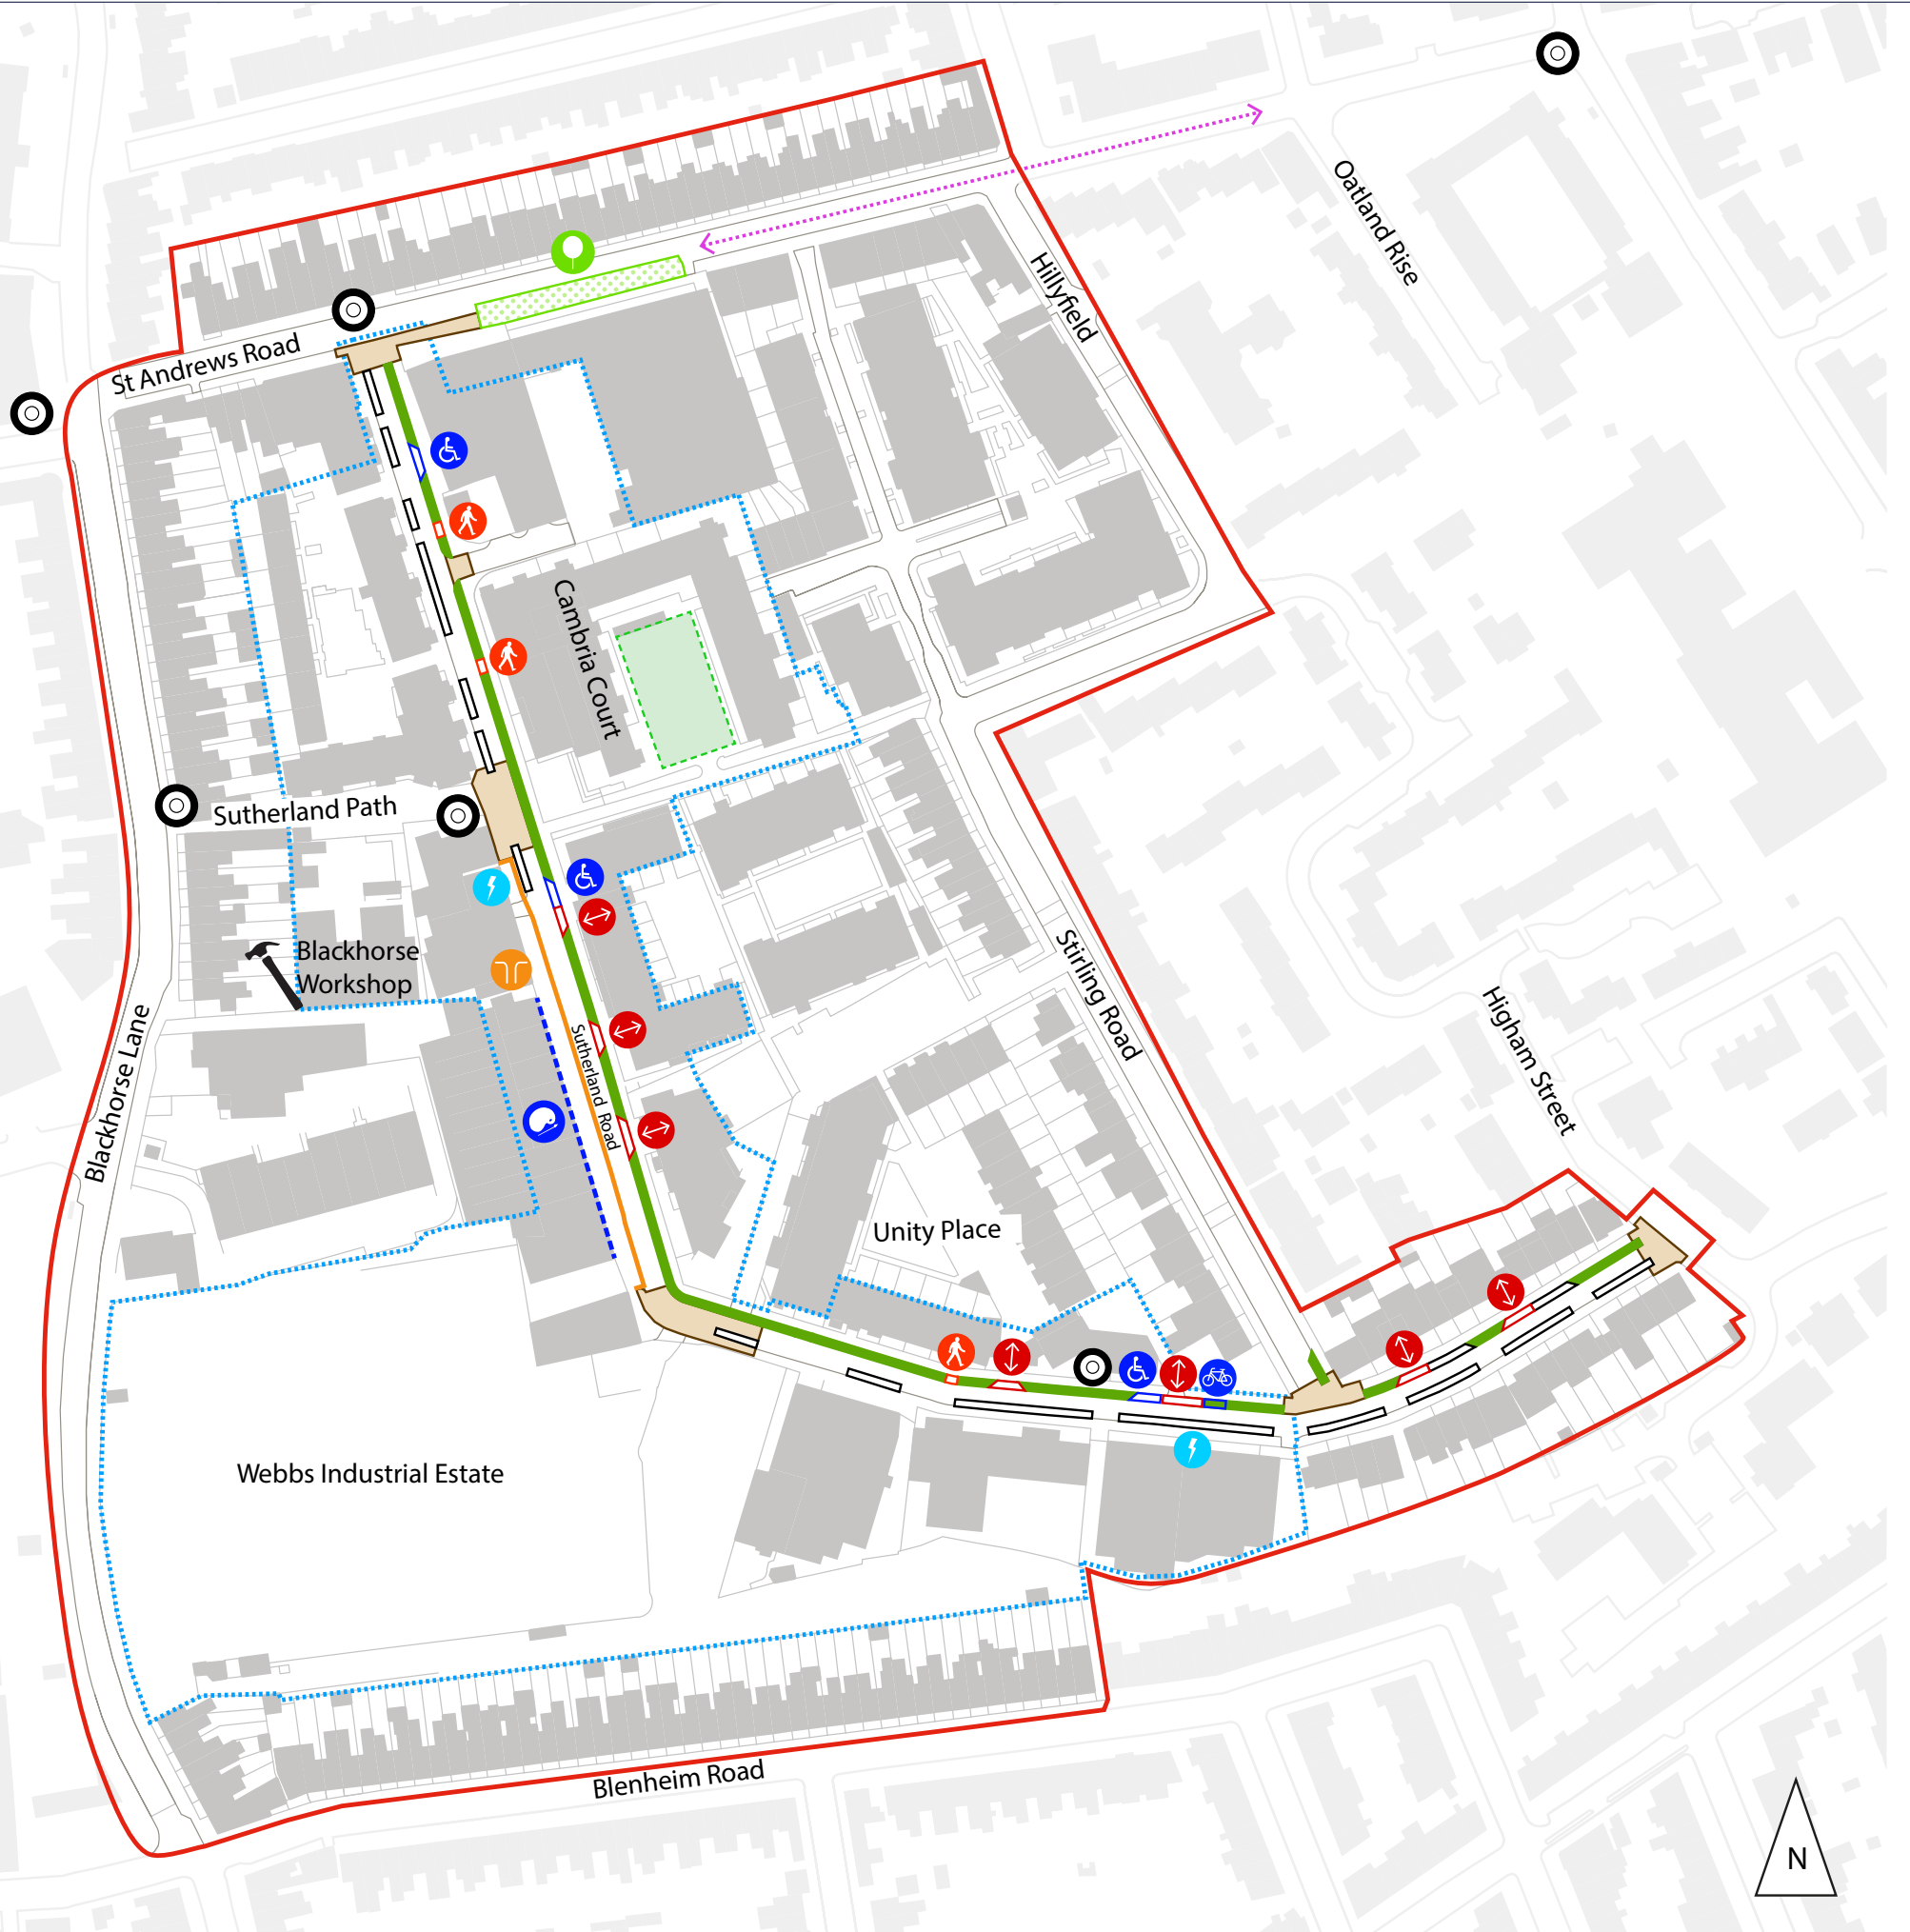 Oatland Rise
Hillyfield
St Andrews Road
Cambria Court
Sutherland Path
Blackhorse
Workshop
Stirling Road
Higham Street
Blackhorse Lane
Sutherland Road
Unity Place
Webbs Industrial Estate
Blenheim Road
N